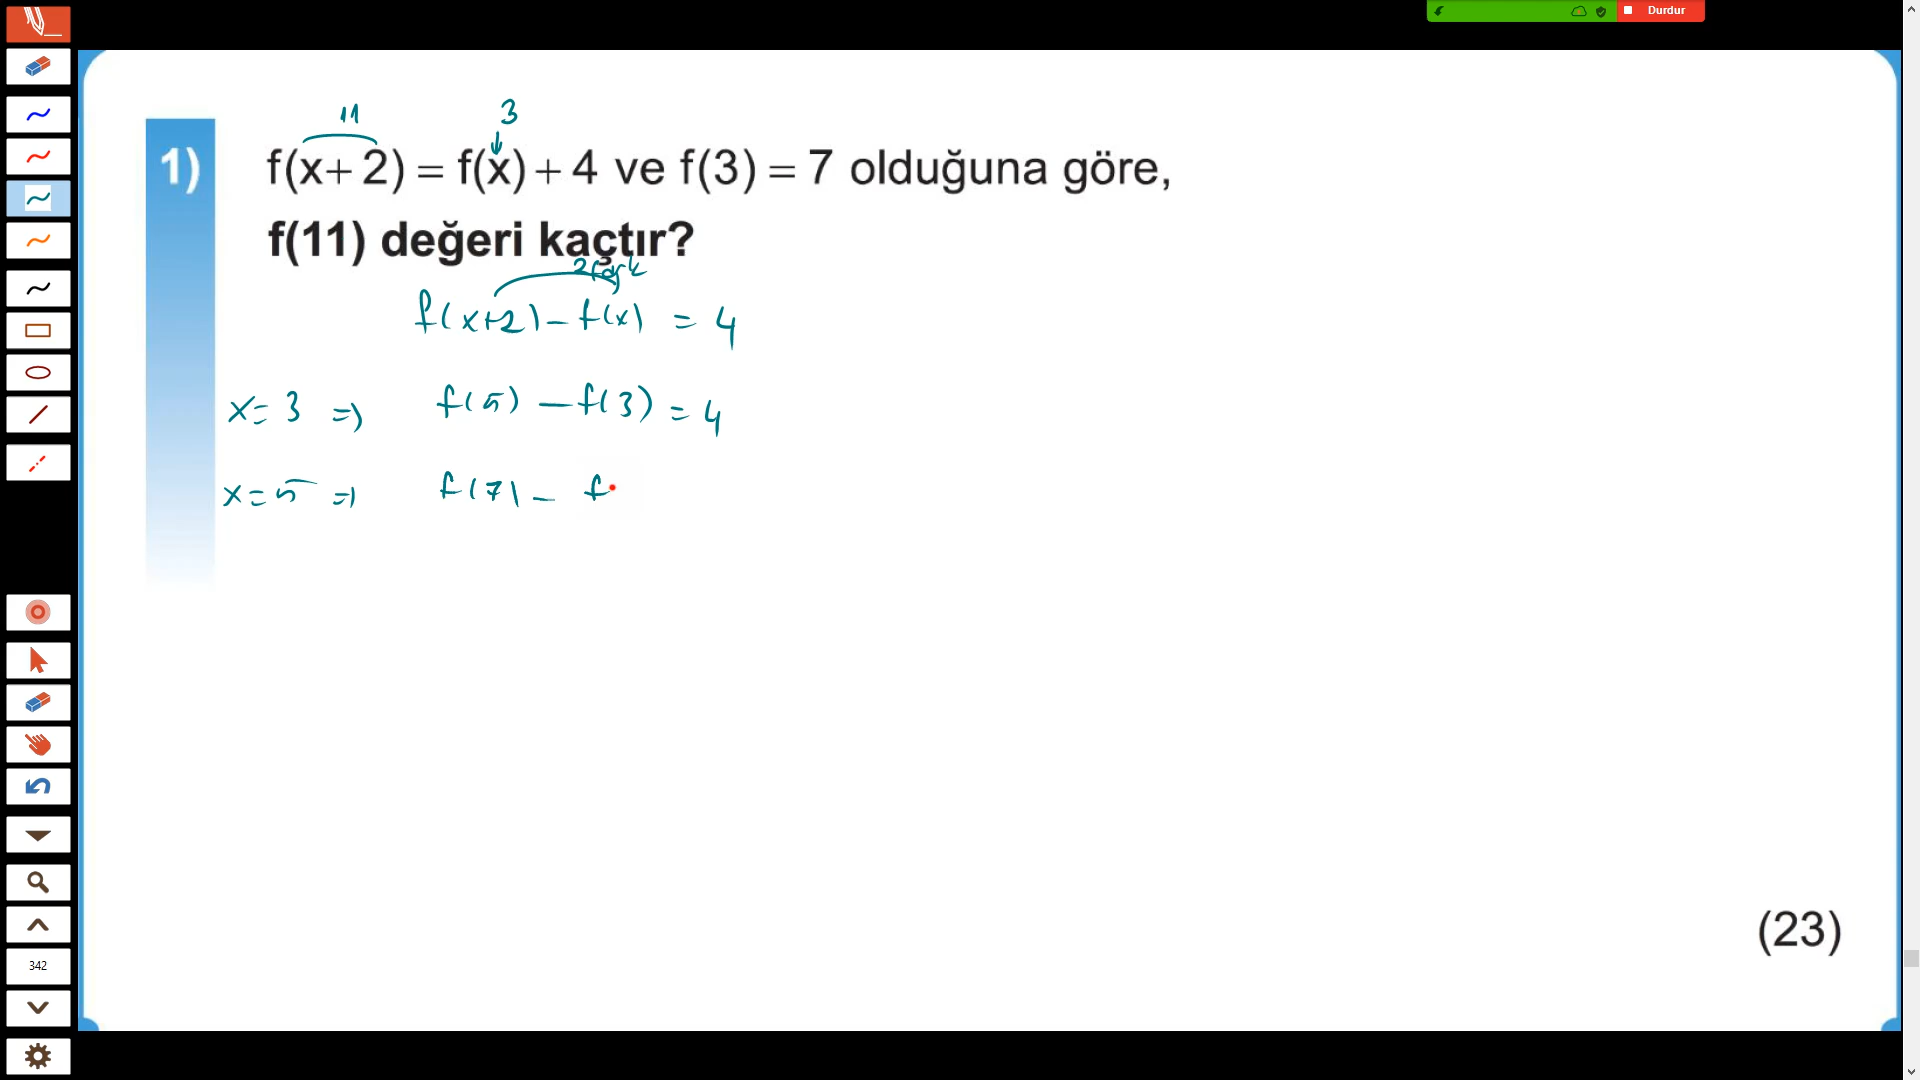 Durdur
11 3
1) f(x+2) = f(x)+4 ve f(3) = 7 olduğuna göre,
f(11) değeri kaçtır?
2 fark
f(x+2) - f(x) = 4
x = 3 => f(5) - f(3) = 4
x = 5 => f(7) - f
(23)
342